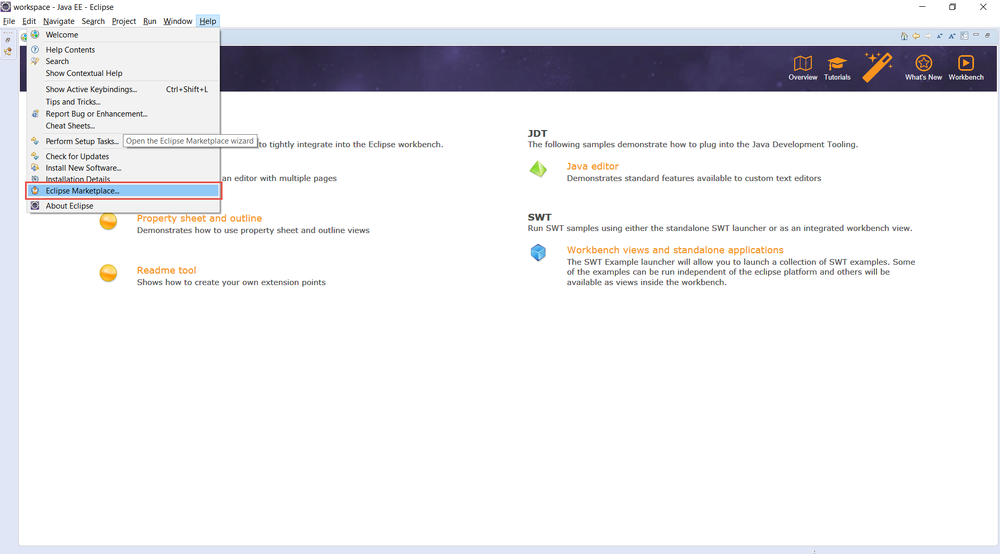 workspace - Java EE - Eclipse
File Edit Navigate Search Project Run Window Help
Welcome
Help Contents
Search
Show Contextual Help
Show Active Keybindings... Ctrl+Shift+L
Tips and Tricks...
Report Bug or Enhancement...
Cheat Sheets...
Perform Setup Tasks...
Open the Eclipse Marketplace wizard
Check for Updates
Install New Software...
Installation Details
Eclipse Marketplace...
About Eclipse
Overview Tutorials What's New Workbench
to tightly integrate into the Eclipse workbench.
an editor with multiple pages
Property sheet and outline
Demonstrates how to use property sheet and outline views
Readme tool
Shows how to create your own extension points
JDT
The following samples demonstrate how to plug into the Java Development Tooling.
Java editor
Demonstrates standard features available to custom text editors
SWT
Run SWT samples using either the standalone SWT launcher or as an integrated workbench view.
Workbench views and standalone applications
The SWT Example launcher will allow you to launch a collection of SWT examples. Some
of the examples can be run independent of the eclipse platform and others will be
available as views inside the workbench.